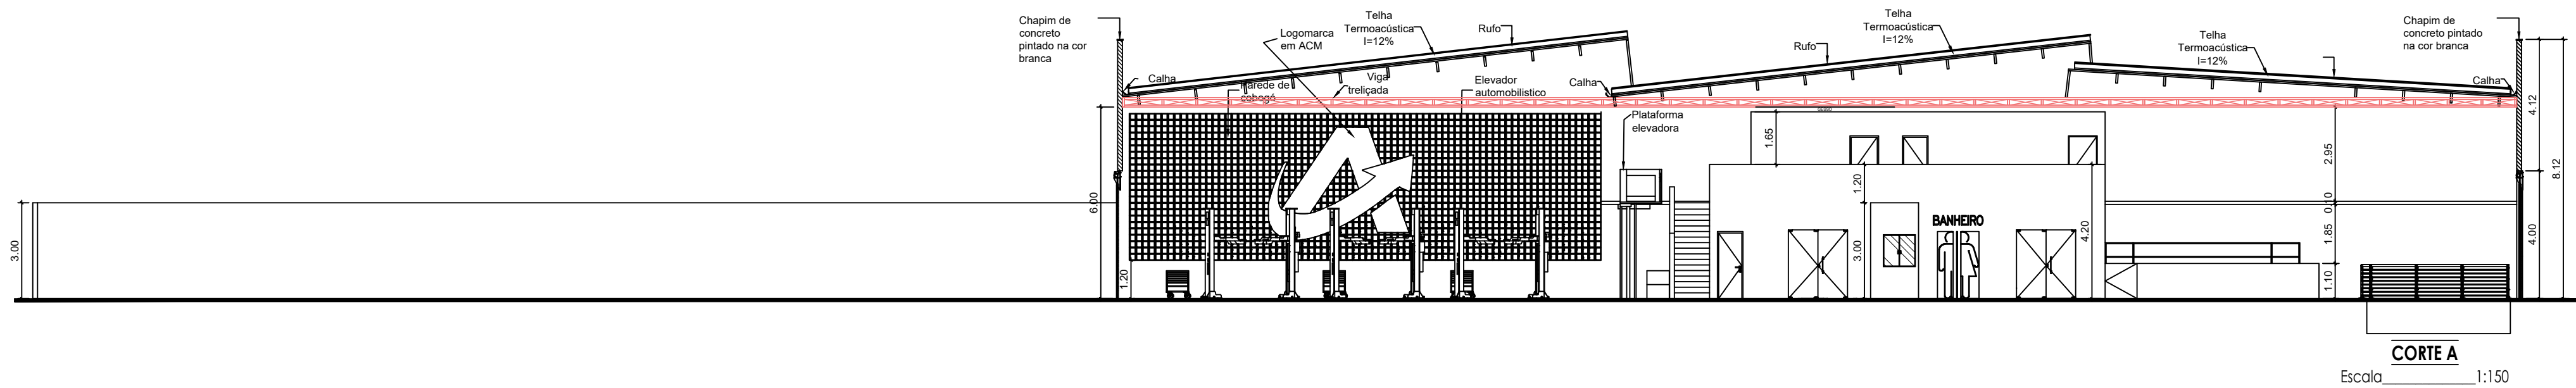 Chapim de
concreto
pintado na cor
branca
Logomarca
em ACM
Telha
Termoacústica
I=12%
Rufo
Calha
Parede de
cobogó
Viga
treliçada
Elevador
automobilistico
Calha
Plataforma
elevadora
Rufo
Telha
Termoacústica
I=12%
Telha
Termoacústica
I=12%
Calha
Chapim de
concreto pintado
na cor branca
3.00
6.00
1.20
1.65
1.20
3.00
BANHEIRO
4.20
2.95
0.10
1.85
1.10
4.12
4.00
8.12
CORTE A
Escala 1:150